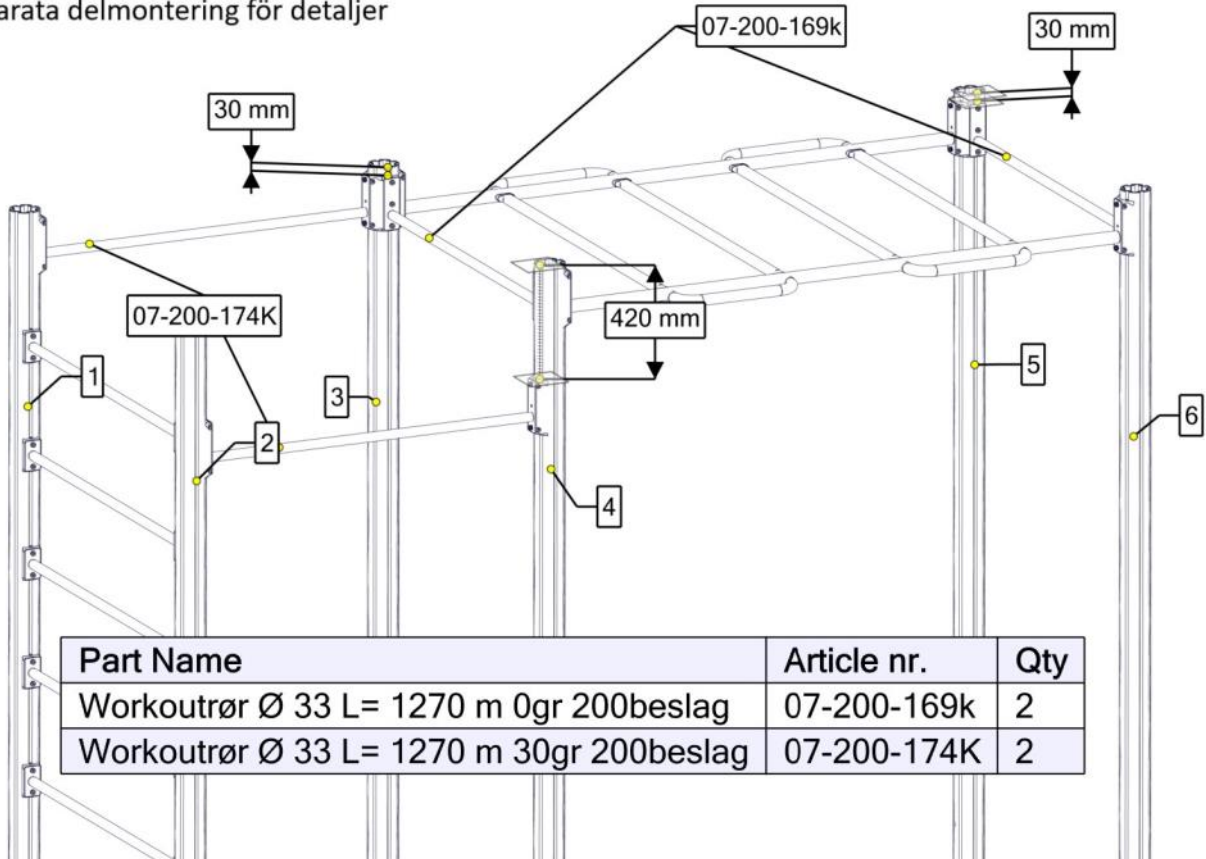 arata delmontering för detaljer
07-200-169k
30 mm
30 mm
07-200-174K
420 mm
1
2
3
4
5
6
Part Name Article nr. Qty
Workoutrør Ø 33 L= 1270 m 0gr 200beslag 07-200-169k 2
Workoutrør Ø 33 L= 1270 m 30gr 200beslag 07-200-174K 2